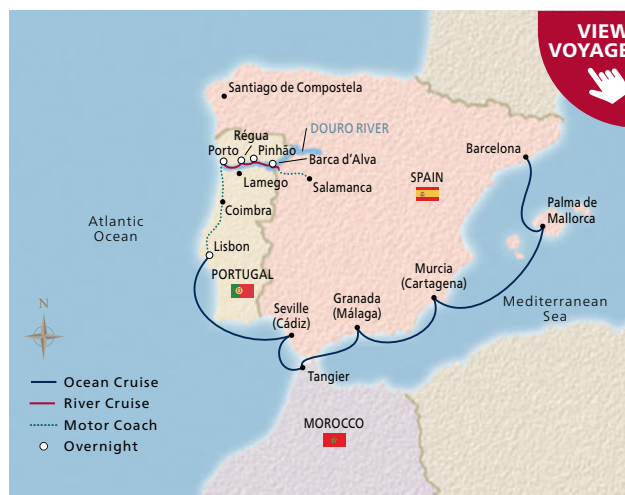 VIEW
VOYAGE
Santiago de Compostela
DOURO RIVER
Régua
Porto
Pinhão
Barca d'Alva
Lamego
Salamanca
Barcelona
SPAIN
Palma de
Mallorca
Coimbra
Atlantic
Ocean
Lisbon
PORTUGAL
Murcia
(Cartagena)
Granada
(Málaga)
Seville
(Cádiz)
Mediterranean
Sea
N
Tangier
Ocean Cruise
River Cruise
Motor Coach
Overnight
MOROCCO